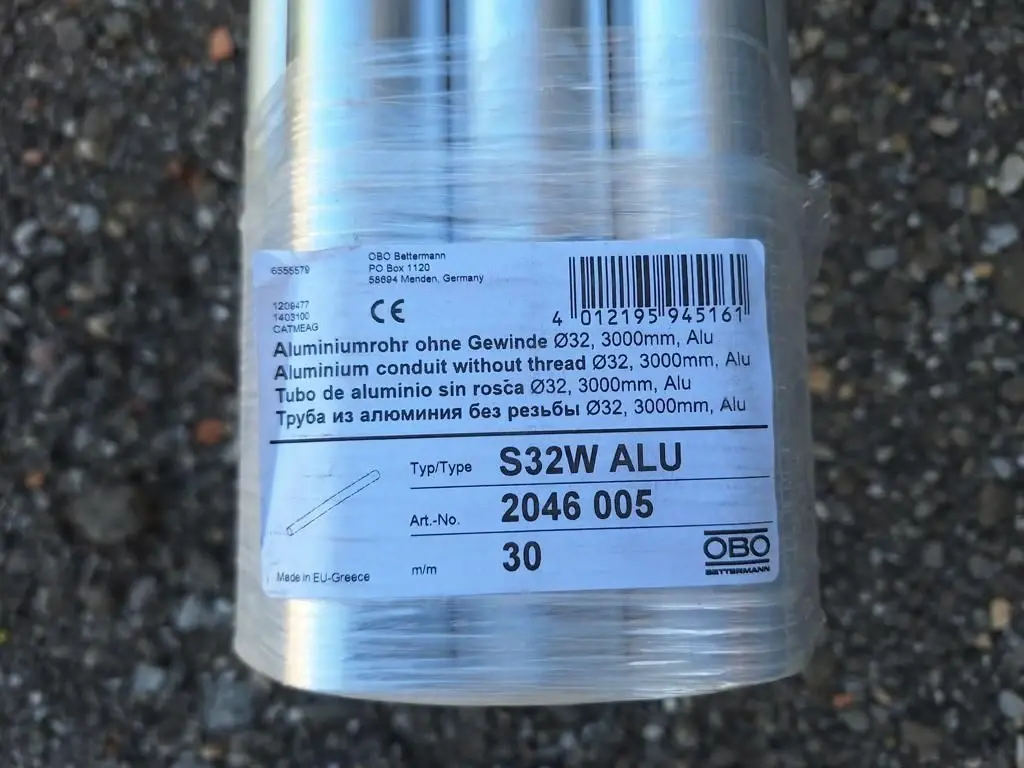 6555579
OBO Bettermann
PO Box 1120
58694 Menden, Germany
1209477
1403100
CATMEAG
CE
4 012195 945161
Aluminiumrohr ohne Gewinde Ø32, 3000mm, Alu
Aluminium conduit without thread Ø32, 3000mm, Alu
Tubo de aluminio sin rosca Ø32, 3000mm, Alu
Труба из алюминия без резьбы Ø32, 3000mm, Alu
Typ/Type S32W ALU
Art.-No. 2046 005
m/m 30
OBO
BETTERMANN
Made in EU-Greece